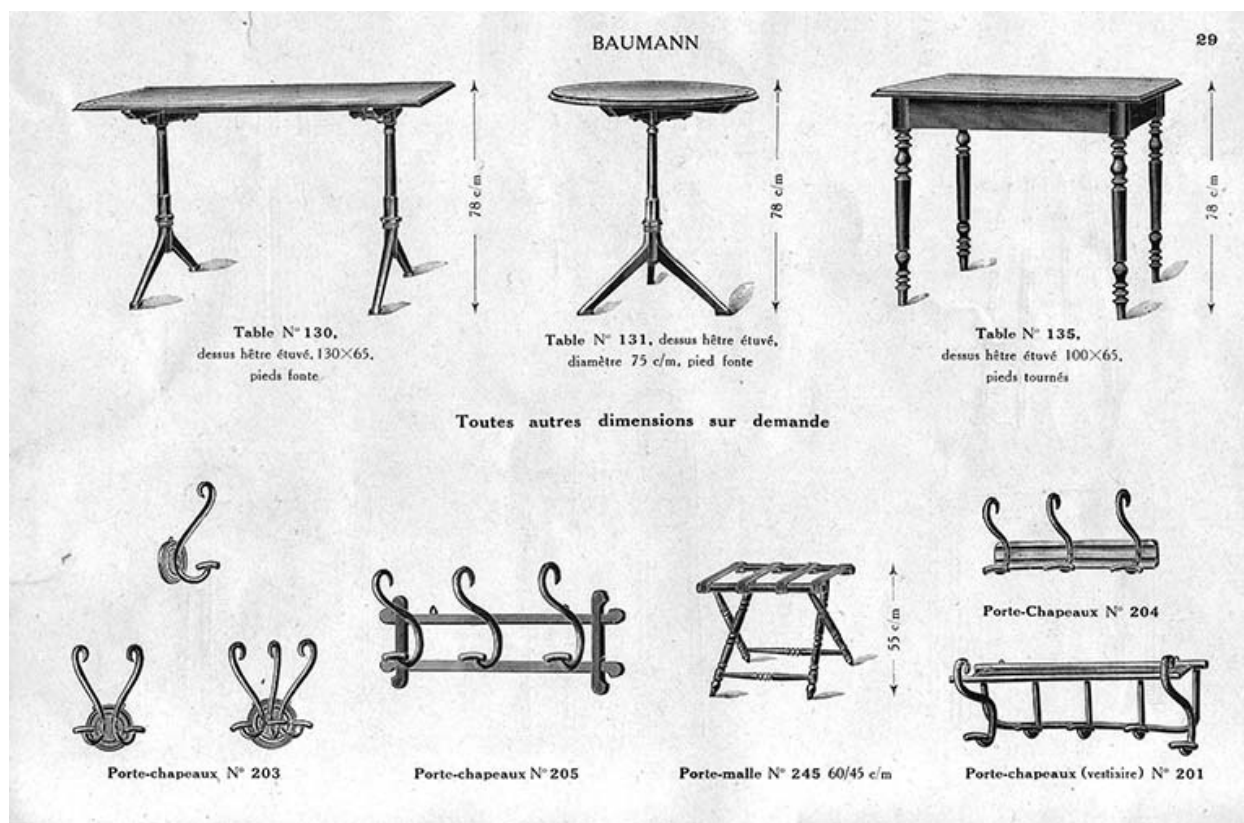 BAUMANN
29
78 c/m
78 c/m
78 c/m
Table N° 130,
dessus hêtre étuvé, 130×65,
pieds fonte
Table N° 131, dessus hêtre étuvé,
diamètre 75 c/m, pied fonte
Table N° 135,
dessus hêtre étuvé 100×65,
pieds tournés
Toutes autres dimensions sur demande
55 c/m
Porte-Chapeaux N° 204
Porte-chapeaux, N° 203
Porte-chapeaux N° 205
Porte-malle N° 245 60/45 c/m
Porte-chapeaux (vestiaire) N° 201